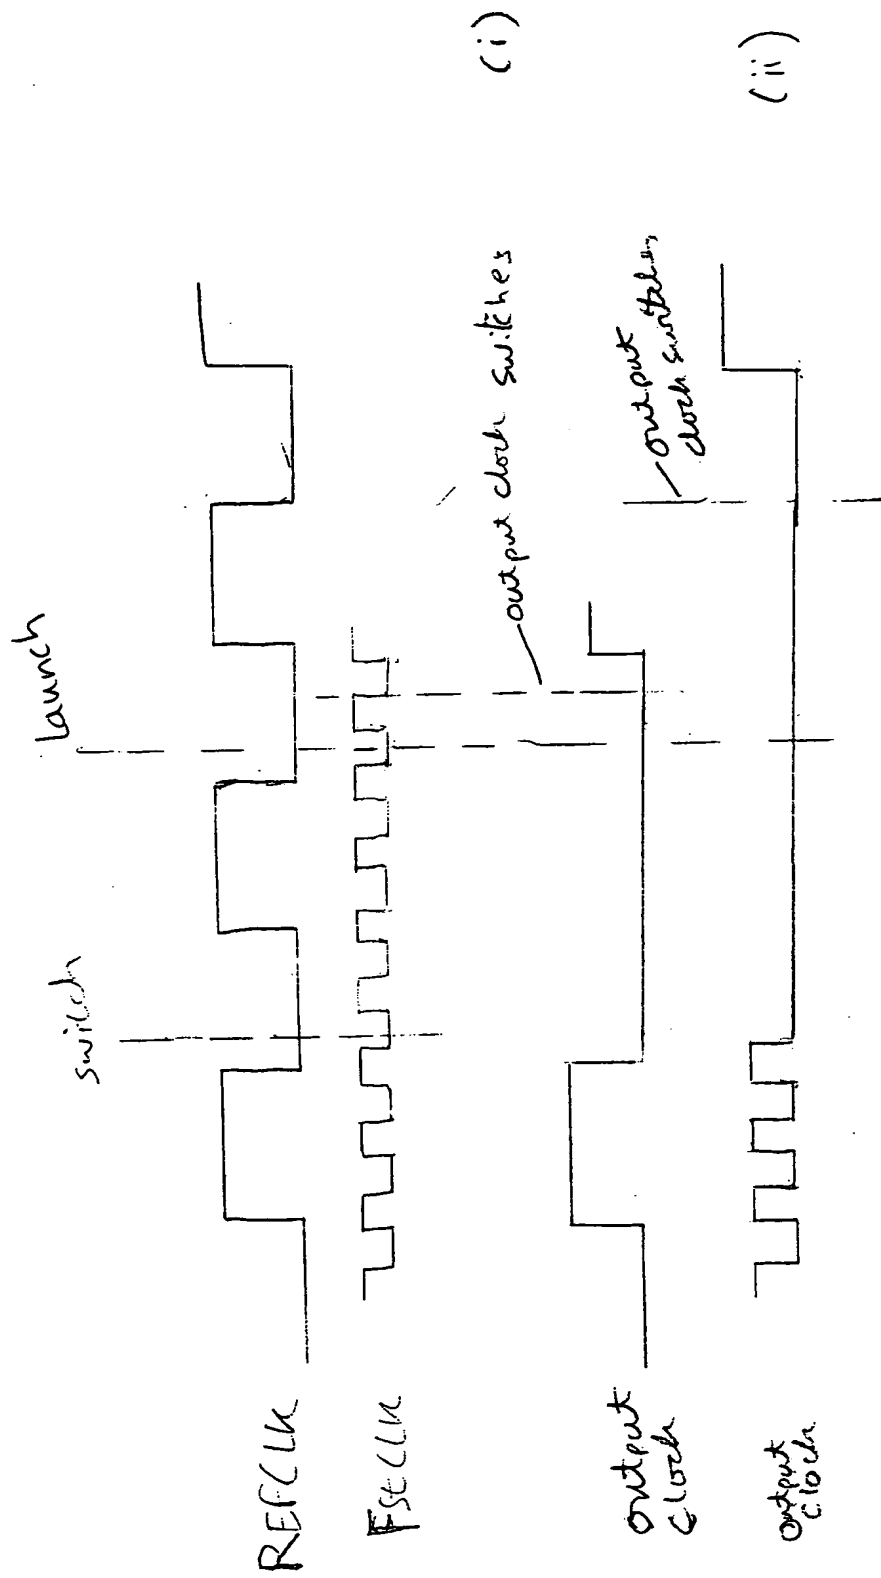 Switch
Launch
REFCLK
FstCLK
output clock switches
(i)
output
clock
output
clock switches
(ii)
output
clock